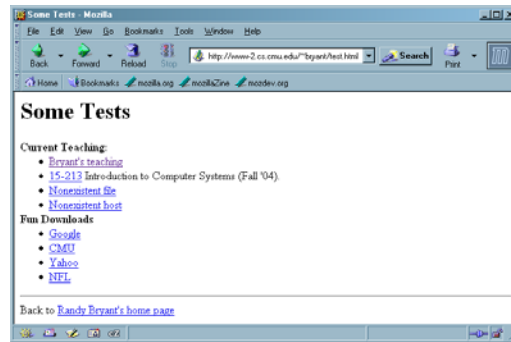 Some Tests - Mozilla
File Edit View Go Bookmarks Tools Window Help
Back Forward Reload Stop http://www-2.cs.cmu.edu/~bryant/test.html Search Print
Home Bookmarks mozilla.org mozillaZine mozdev.org
Some Tests
Current Teaching:
Bryant's teaching
15-213 Introduction to Computer Systems (Fall '04).
Nonexistent file
Nonexistent host
Fun Downloads
Google
CMU
Yahoo
NFL
Back to Randy Bryant's home page